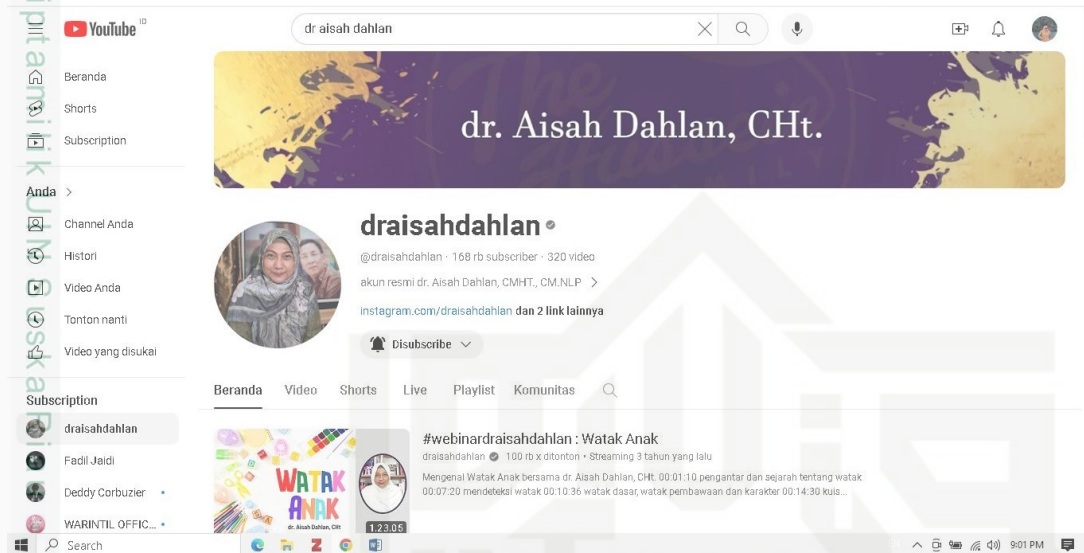 YouTube ID
dr aisah dahlan
Beranda
Shorts
Subscription
Anda
Channel Anda
Histori
Video Anda
Tonton nanti
Video yang disukai
Subscription
draisahdahlan
Fadil Jaidi
Deddy Corbuzier
WARINTIL OFFIC...
dr. Aisah Dahlan, CHt.
draisahdahlan
@draisahdahlan · 168 rb subscriber · 320 video
akun resmi dr. Aisah Dahlan, CMHT., CM.NLP
instagram.com/draisahdahlan dan 2 link lainnya
Disubscribe
Beranda Video Shorts Live Playlist Komunitas
WATAK
ANAK
dr. Aisah Dahlan, CHt
1.23.05
#webinardraisahdahlan : Watak Anak
draisahdahlan 100 rb x ditonton • Streaming 3 tahun yang lalu
Mengenal Watak Anak bersama dr. Aisah Dahlan, CHt. 00:01:10 pengantar dan sejarah tentang watak
00:07:20 mendeteksi watak 00:10:36 watak dasar, watak pembawaan dan karakter 00:14:30 kuis...
Search
9:01 PM